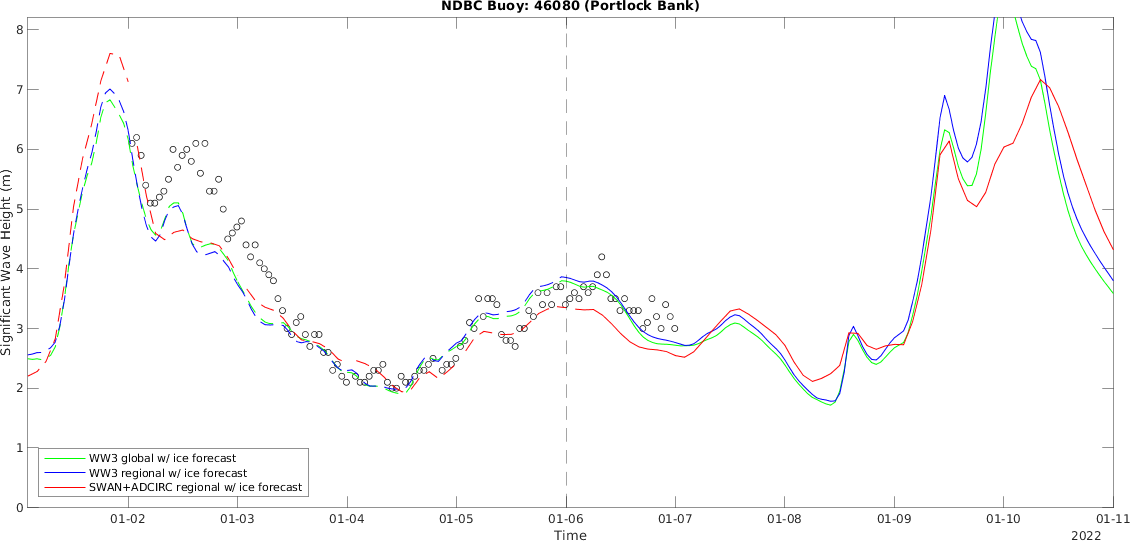 NDBC Buoy: 46080 (Portlock Bank)
Significant Wave Height (m)
8
7
6
5
4
3
2
1
0
WW3 global w/ ice forecast
WW3 regional w/ ice forecast
SWAN+ADCIRC regional w/ ice forecast
01-02 01-03 01-04 01-05 01-06 01-07 01-08 01-09 01-10 01-11
Time
2022